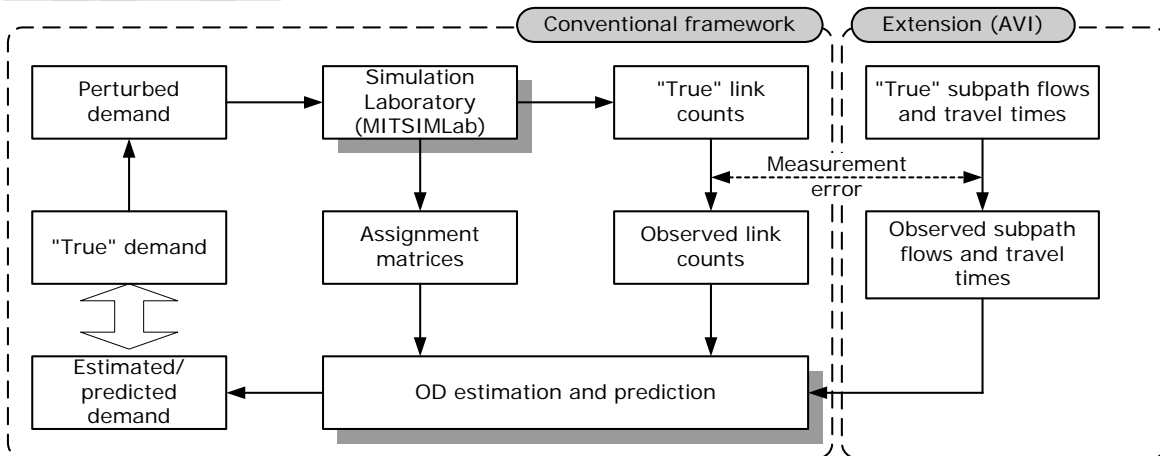 Conventional framework
Extension (AVI)
Perturbed
demand
Simulation
Laboratory
(MITSIMLab)
"True" link
counts
"True" subpath flows
and travel times
Measurement
error
"True" demand
Assignment
matrices
Observed link
counts
Observed subpath
flows and travel
times
Estimated/
predicted
demand
OD estimation and prediction